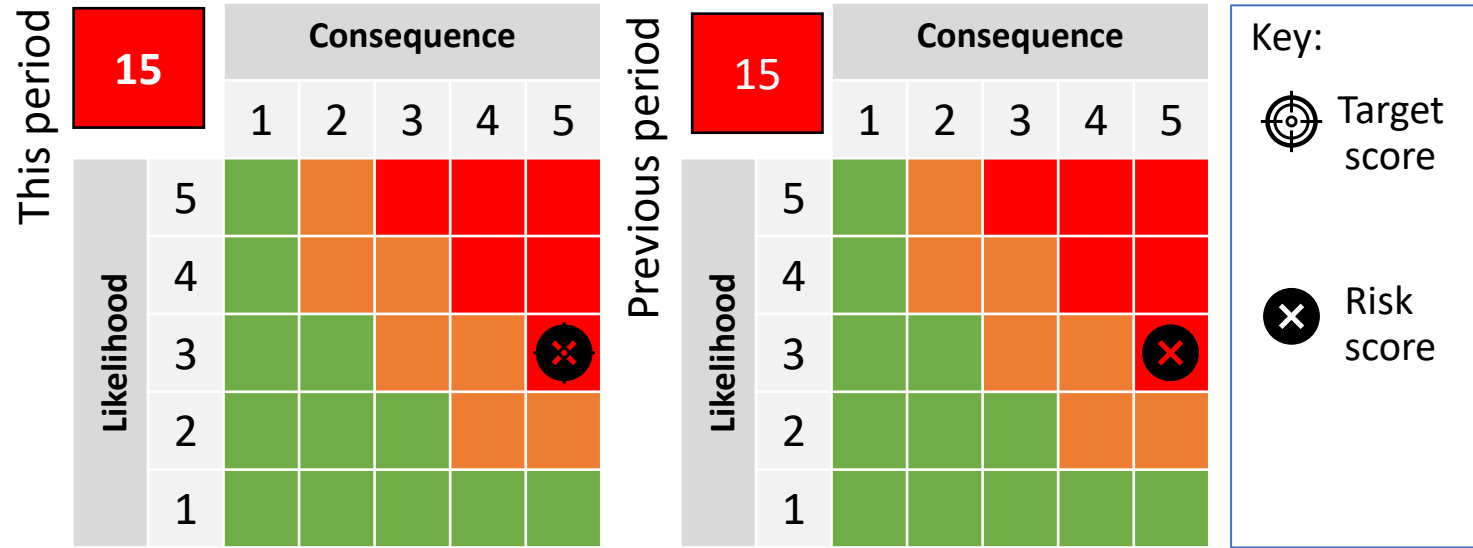 This period
15
Consequence
1 2 3 4 5
Likelihood
5
4
3
2
1
Previous period
15
Consequence
1 2 3 4 5
Likelihood
5
4
3
2
1
Key:
Target
score
Risk
score